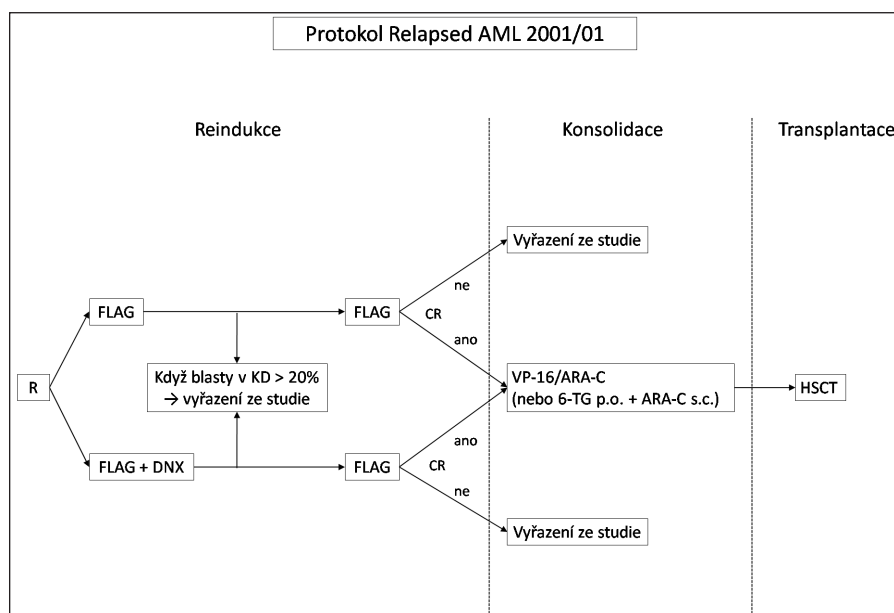 Protokol Relapsed AML 2001/01
Reindukce
Konsolidace
Transplantace
Vyřazení ze studie
ne
FLAG
FLAG
CR
ano
R
Když blasty v KD > 20%
→ vyřazení ze studie
VP-16/ARA-C
(nebo 6-TG p.o. + ARA-C s.c.)
HSCT
ano
FLAG + DNX
FLAG
CR
ne
Vyřazení ze studie